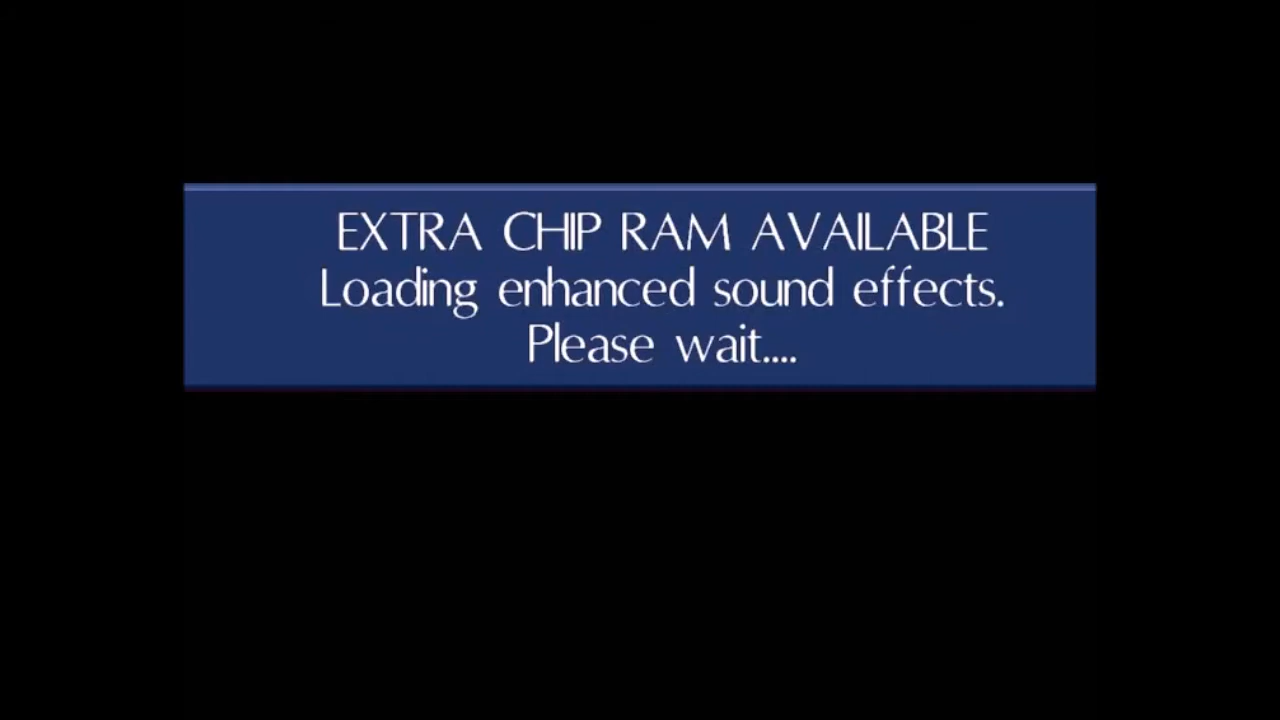 EXTRA CHIP RAM AVAILABLE
Loading enhanced sound effects.
Please wait....